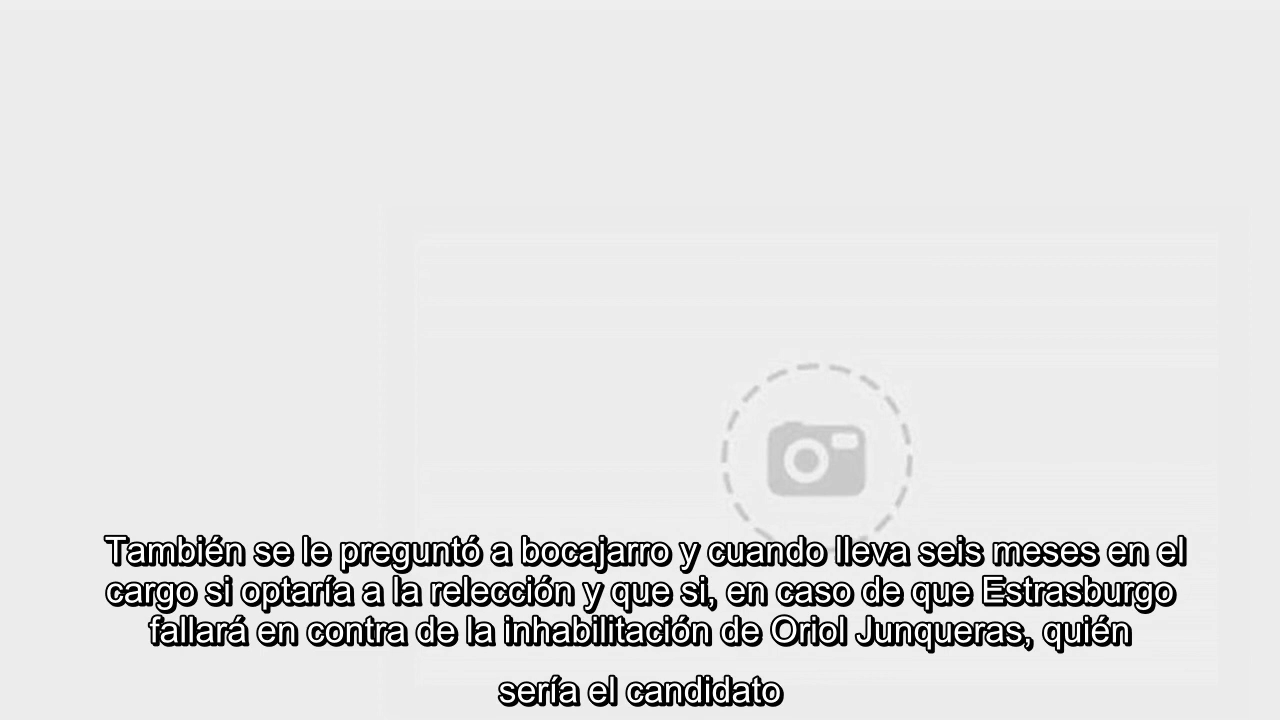 También se le preguntó a bocajarro y cuando lleva seis meses en el
cargo si optaría a la relección y que si, en caso de que Estrasburgo
fallará en contra de la inhabilitación de Oriol Junqueras, quién
sería el candidato